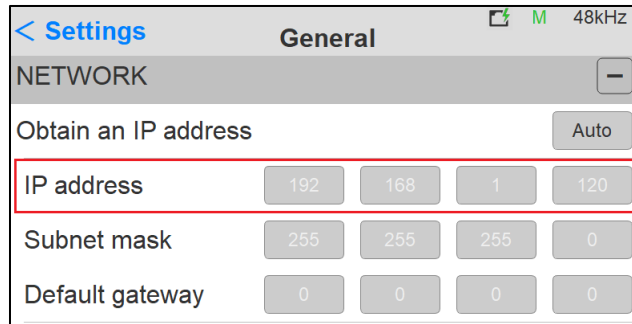 < Settings General M 48kHz
NETWORK −
Obtain an IP address Auto
IP address 192 168 1 120
Subnet mask 255 255 255 0
Default gateway 0 0 0 0